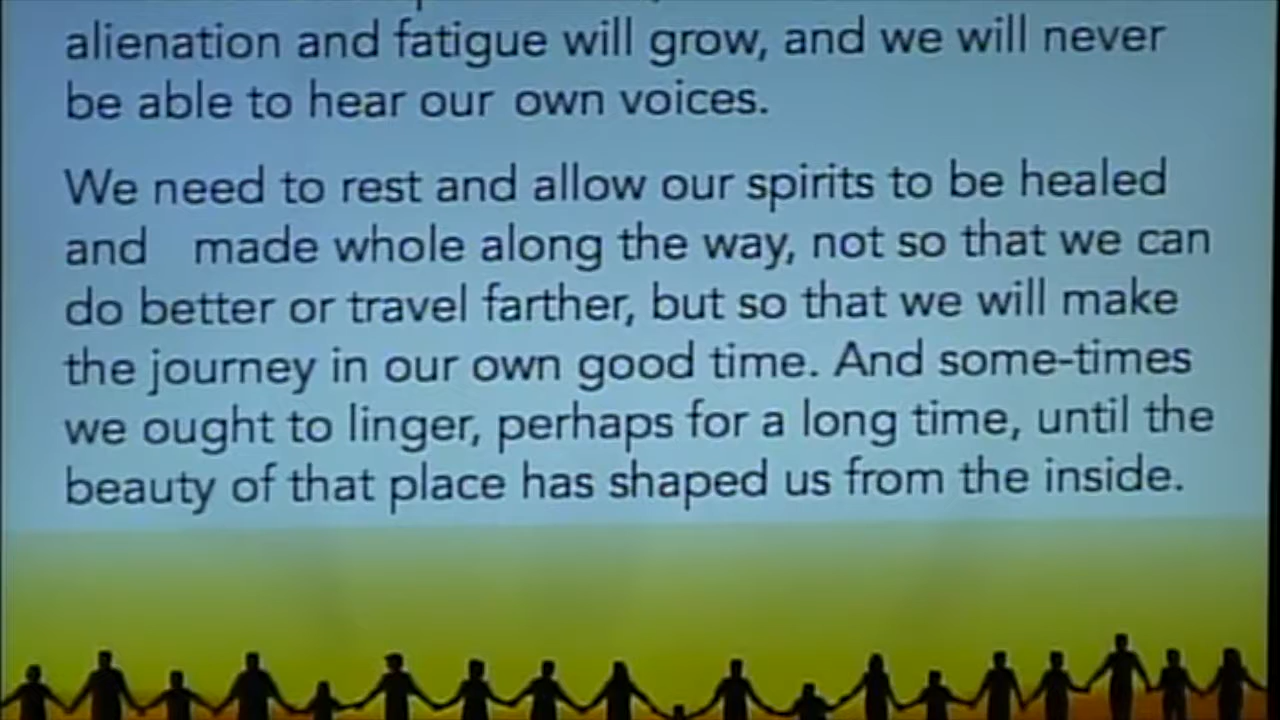 alienation and fatigue will grow, and we will never
be able to hear our own voices.
We need to rest and allow our spirits to be healed
and made whole along the way, not so that we can
do better or travel farther, but so that we will make
the journey in our own good time. And some-times
we ought to linger, perhaps for a long time, until the
beauty of that place has shaped us from the inside.